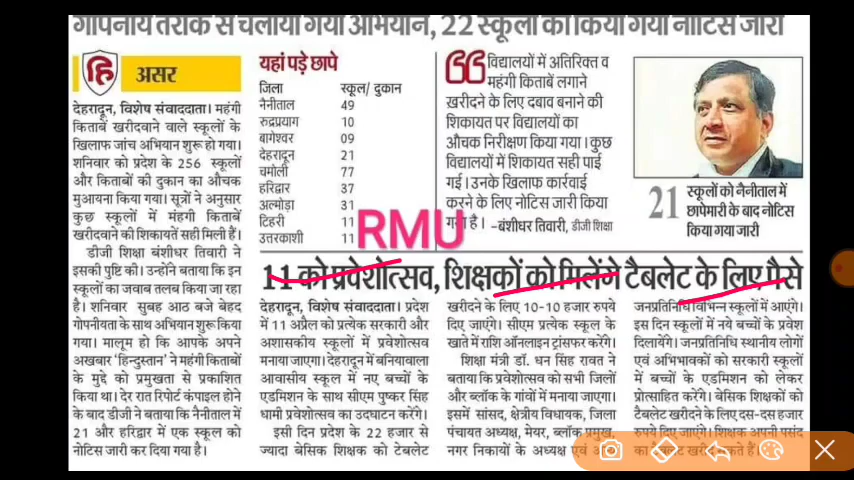 गोपनीय तरीके से चलाया गया अभियान, 22 स्कूलों को किया गया नोटिस जारी
हि असर
देहरादून, विशेष संवाददाता। महंगी
किताबें खरीदवाने वाले स्कूलों के
खिलाफ जांच अभियान शुरू हो गया।
शनिवार को प्रदेश के 256 स्कूलों
और किताबों की दुकान का औचक
मुआयना किया गया। सूत्रों ने अनुसार
कुछ स्कूलों में महंगी किताबें
खरीदवाने की शिकायतें सही मिली हैं।
डीजी शिक्षा बंशीधर तिवारी ने
इसकी पुष्टि की। उन्होंने बताया कि इन
स्कूलों का जवाब तलब किया जा रहा
है। शनिवार सुबह आठ बजे बेहद
गोपनीयता के साथ अभियान शुरू किया
गया। मालूम हो कि आपके अपने
अखबार ‘हिन्दुस्तान’ ने महंगी किताबों
के मुद्दे को प्रमुखता से प्रकाशित
किया था। देर रात रिपोर्ट कंपाइल होने
के बाद डीजी ने बताया कि नैनीताल में
21 और हरिद्वार में एक स्कूल को
नोटिस जारी कर दिया गया है।
यहां पड़े छापे
जिला स्कूल/ दुकान
नैनीताल 49
रुद्रप्रयाग 10
बागेश्वर 09
देहरादून 21
चमोली 77
हरिद्वार 37
अल्मोड़ा 31
टिहरी 11
उत्तरकाशी 11
विद्यालयों में अतिरिक्त व
महंगी किताबें लगाने
खरीदने के लिए दबाव बनाने की
शिकायत पर विद्यालयों का
औचक निरीक्षण किया गया। कुछ
विद्यालयों में शिकायत सही पाई
गई। उनके खिलाफ कार्रवाई
करने के लिए नोटिस जारी किया
गया है। -बंशीधर तिवारी, डीजी शिक्षा
21 स्कूलों को नैनीताल में
छापेमारी के बाद नोटिस
किया गया जारी
RMU
11 को प्रवेशोत्सव, शिक्षकों को मिलेंगे टैबलेट के लिए पैसे
देहरादून, विशेष संवाददाता। प्रदेश
में 11 अप्रैल को प्रत्येक सरकारी और
अशासकीय स्कूलों में प्रवेशोत्सव
मनाया जाएगा। देहरादून में बनियावाला
आवासीय स्कूल में नए बच्चों के
एडमिशन के साथ सीएम पुष्कर सिंह
धामी प्रवेशोत्सव का उदघाटन करेंगे।
इसी दिन प्रदेश के 22 हजार से
ज्यादा बेसिक शिक्षक को टैबलेट
खरीदने के लिए 10-10 हजार रुपये
दिए जाएंगे। सीएम प्रत्येक स्कूल के
खाते में राशि ऑनलाइन ट्रांसफर करेंगे।
शिक्षा मंत्री डॉ. धन सिंह रावत ने
बताया कि प्रवेशोत्सव को सभी जिलों
और ब्लॉक के गांवों में मनाया जाएगा।
इसमें सांसद, क्षेत्रीय विधायक, जिला
पंचायत अध्यक्ष, मेयर, ब्लॉक प्रमुख,
नगर निकायों के अध्यक्ष एवं
जनप्रतिनिधि विभिन्न स्कूलों में आएंगे।
इस दिन स्कूलों में नये बच्चों के प्रवेश
दिलायेंगे। जनप्रतिनिधि स्थानीय लोगों
एवं अभिभावकों को सरकारी स्कूलों
में बच्चों के एडमिशन को लेकर
प्रोत्साहित करेंगे। बेसिक शिक्षकों को
टैबलेट खरीदने के लिए दस-दस हजार
रुपये दिए जाएंगे। शिक्षक अपनी पसंद
का टैबलेट खरीद सकते हैं।